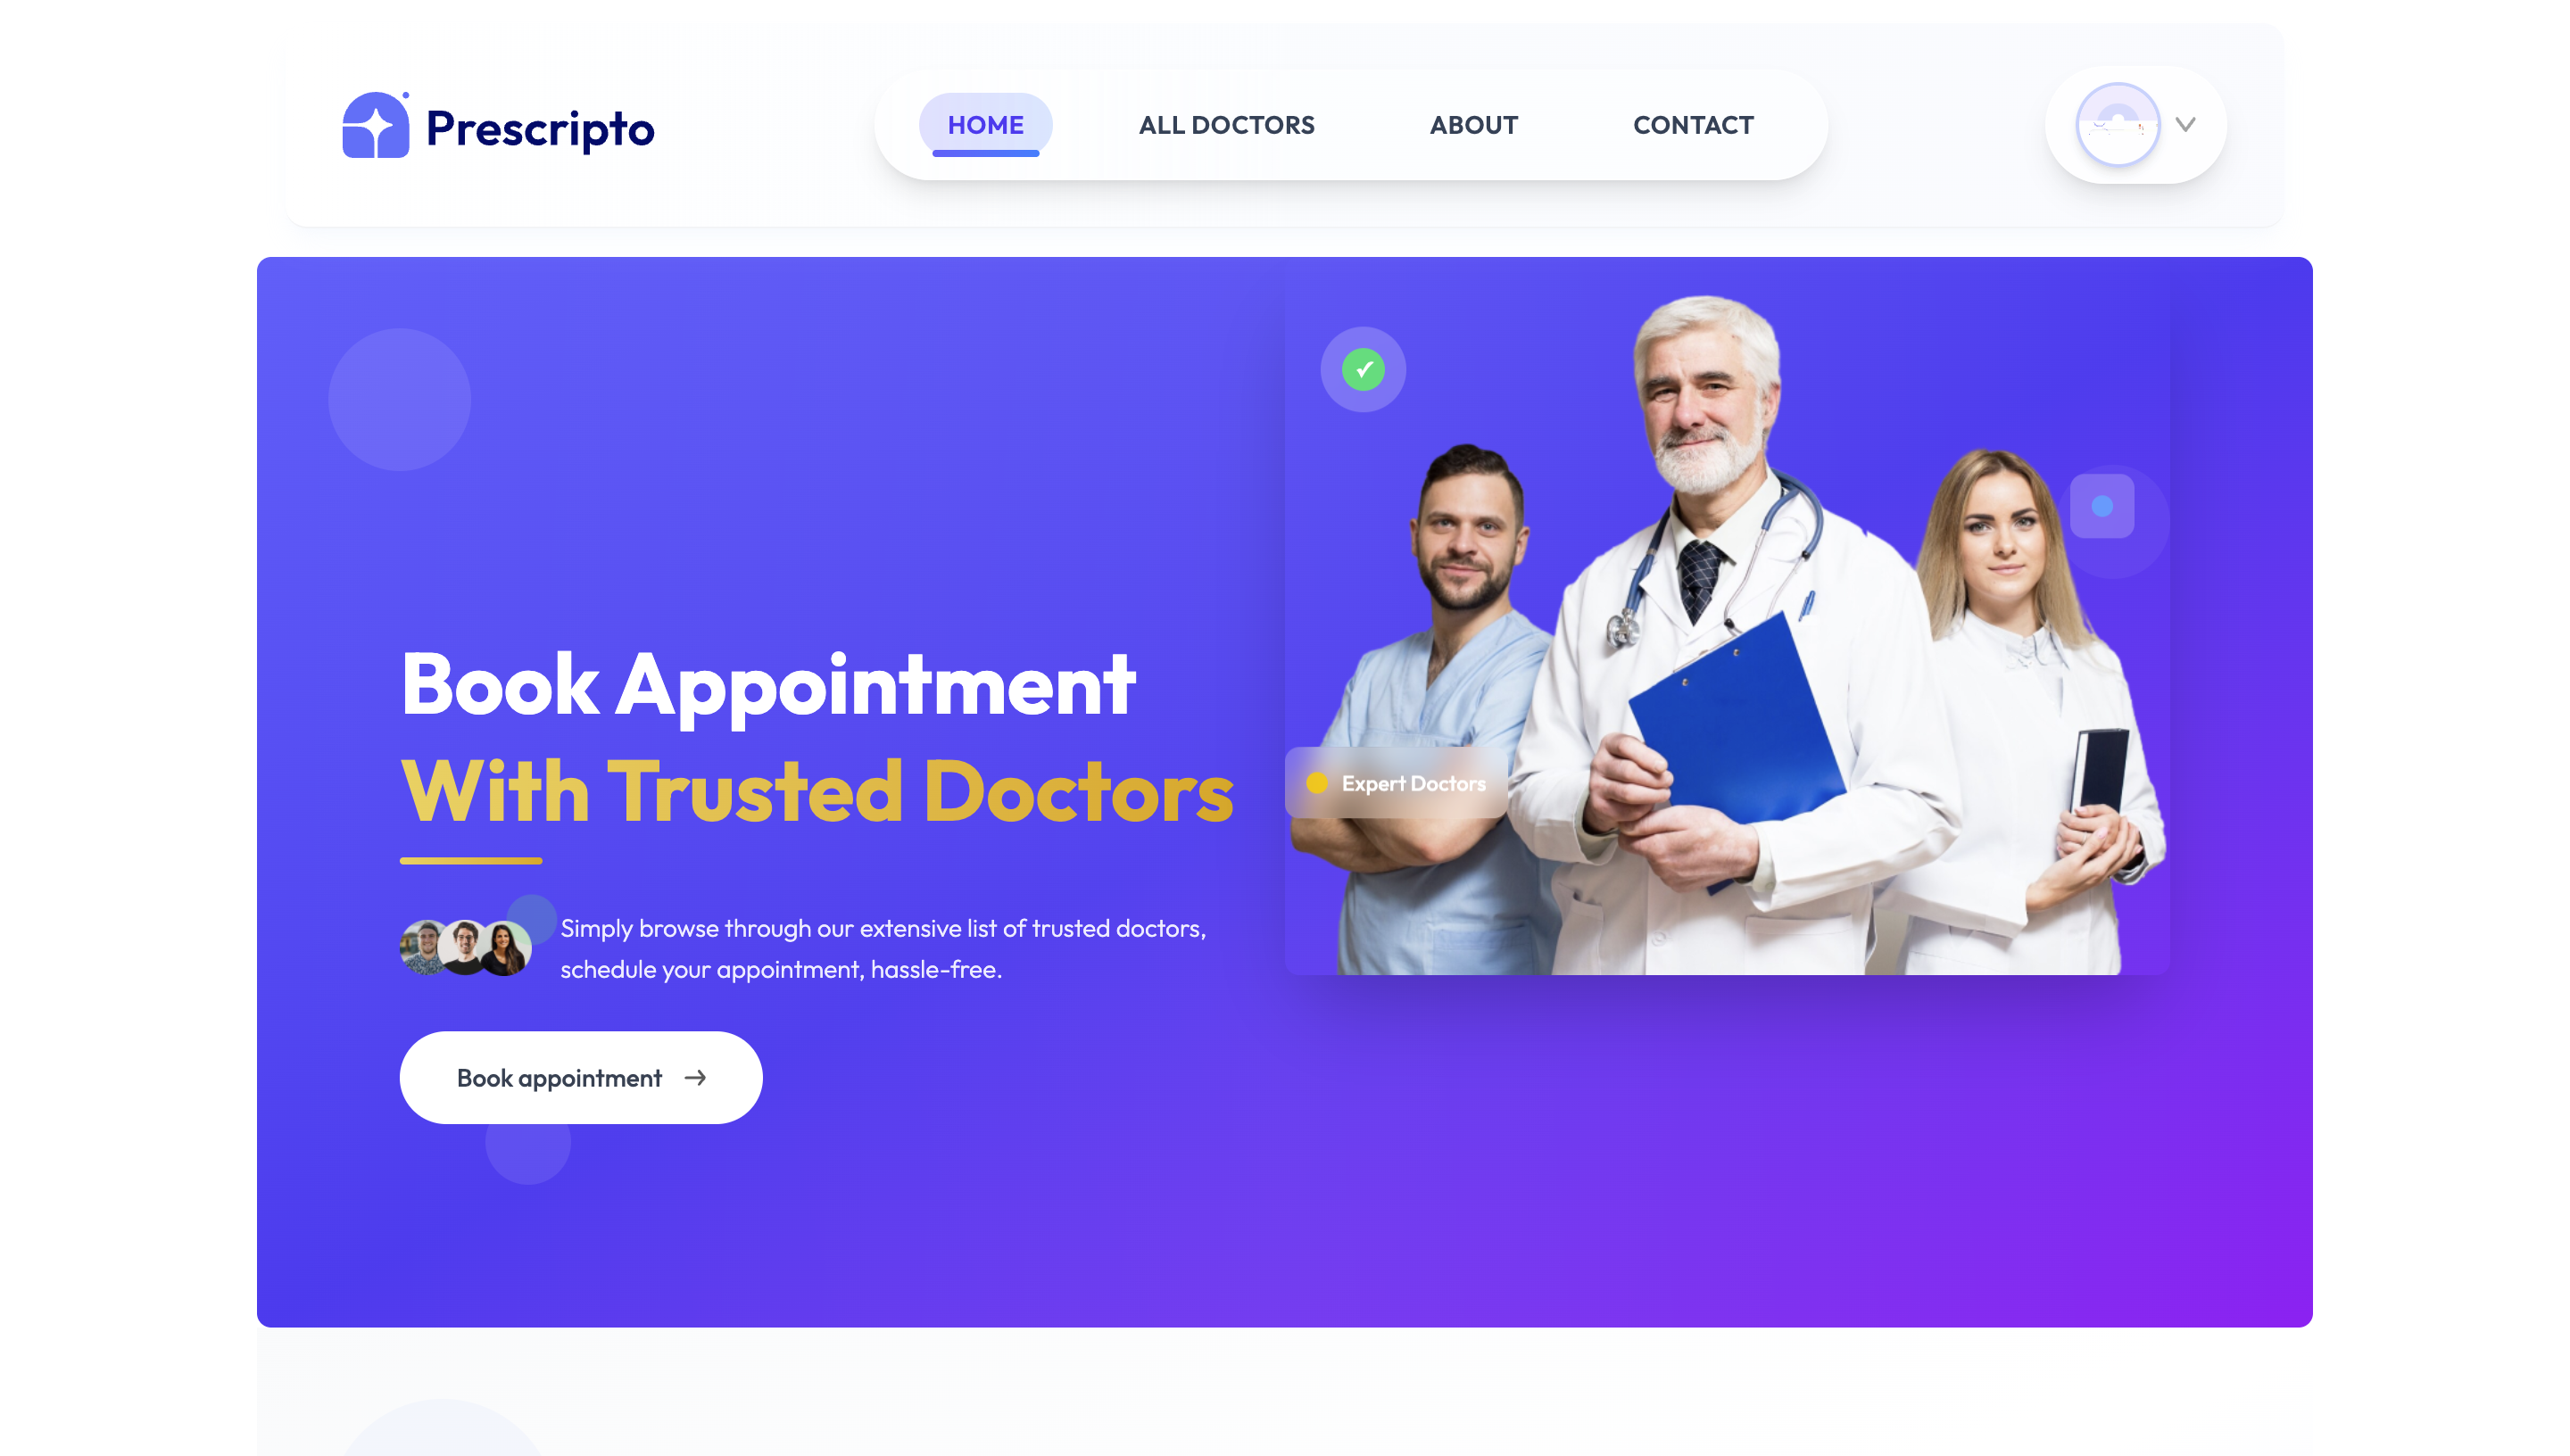 Prescripto
HOME
ALL DOCTORS
ABOUT
CONTACT
Book Appointment
With Trusted Doctors
Simply browse through our extensive list of trusted doctors,
schedule your appointment, hassle-free.
Book appointment →
✔
Expert Doctors